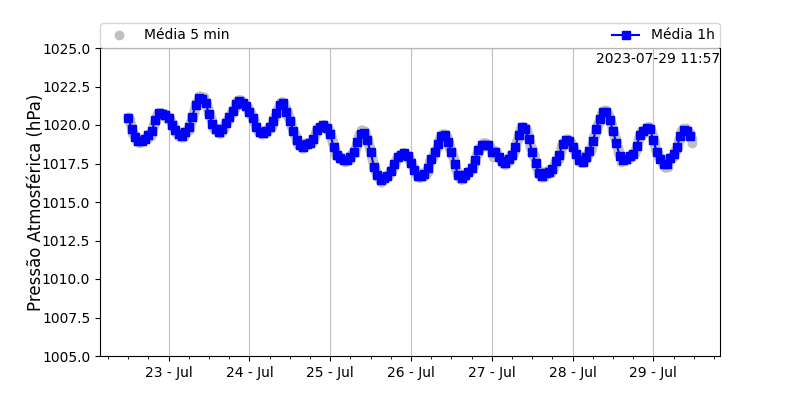 Média 5 min
Média 1h
2023-07-29 11:57
Pressão Atmosférica (hPa)
1025.0
1022.5
1020.0
1017.5
1015.0
1012.5
1010.0
1007.5
1005.0
23 - Jul
24 - Jul
25 - Jul
26 - Jul
27 - Jul
28 - Jul
29 - Jul